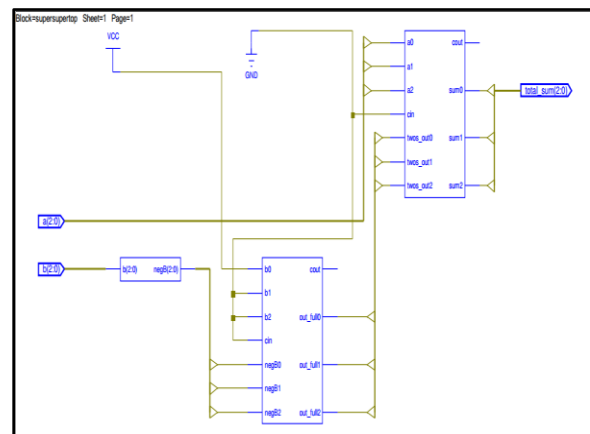 Block=supersupertop Sheet=1 Page=1
VCC
GND
a0 cout
a1
a2 sum0
total_sum(2:0)
cin
twos_out0 sum1
twos_out1
twos_out2 sum2
a(2:0)
b(2:0)
b(2:0) negB(2:0)
b0 cout
b1
b2 out_full0
cin
negB0 out_full1
negB1
negB2 out_full2